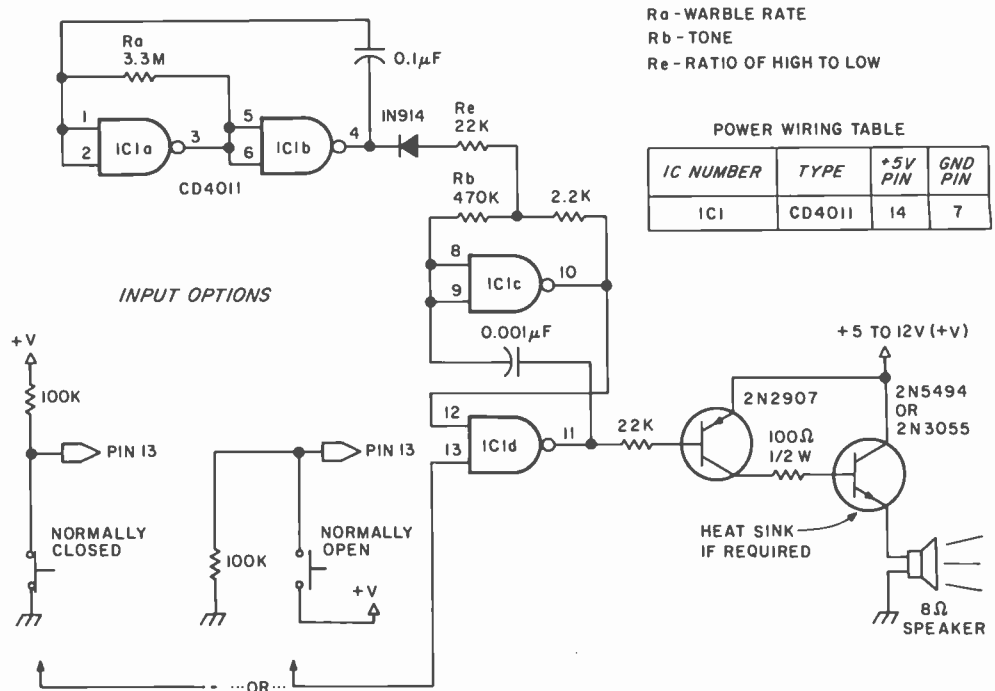 Ra - WARBLE RATE
Rb - TONE
Re - RATIO OF HIGH TO LOW
Ra
3.3M
0.1µF
1
2
3
IC1a
5
6
4
IC1b
CD4011
IN914
Re
22K
Rb
470K
2.2K
POWER WIRING TABLE
IC NUMBER TYPE +5V PIN GND PIN
IC1 CD4011 14 7
8
9
IC1c
10
0.001µF
INPUT OPTIONS
+V
100K
PIN 13
NORMALLY
CLOSED
100K
PIN 13
NORMALLY
OPEN
+V
OR
12
13
IC1d
11
22K
2N2907
100Ω
1/2 W
+5 TO 12V (+V)
2N5494
OR
2N3055
HEAT SINK
IF REQUIRED
8Ω
SPEAKER